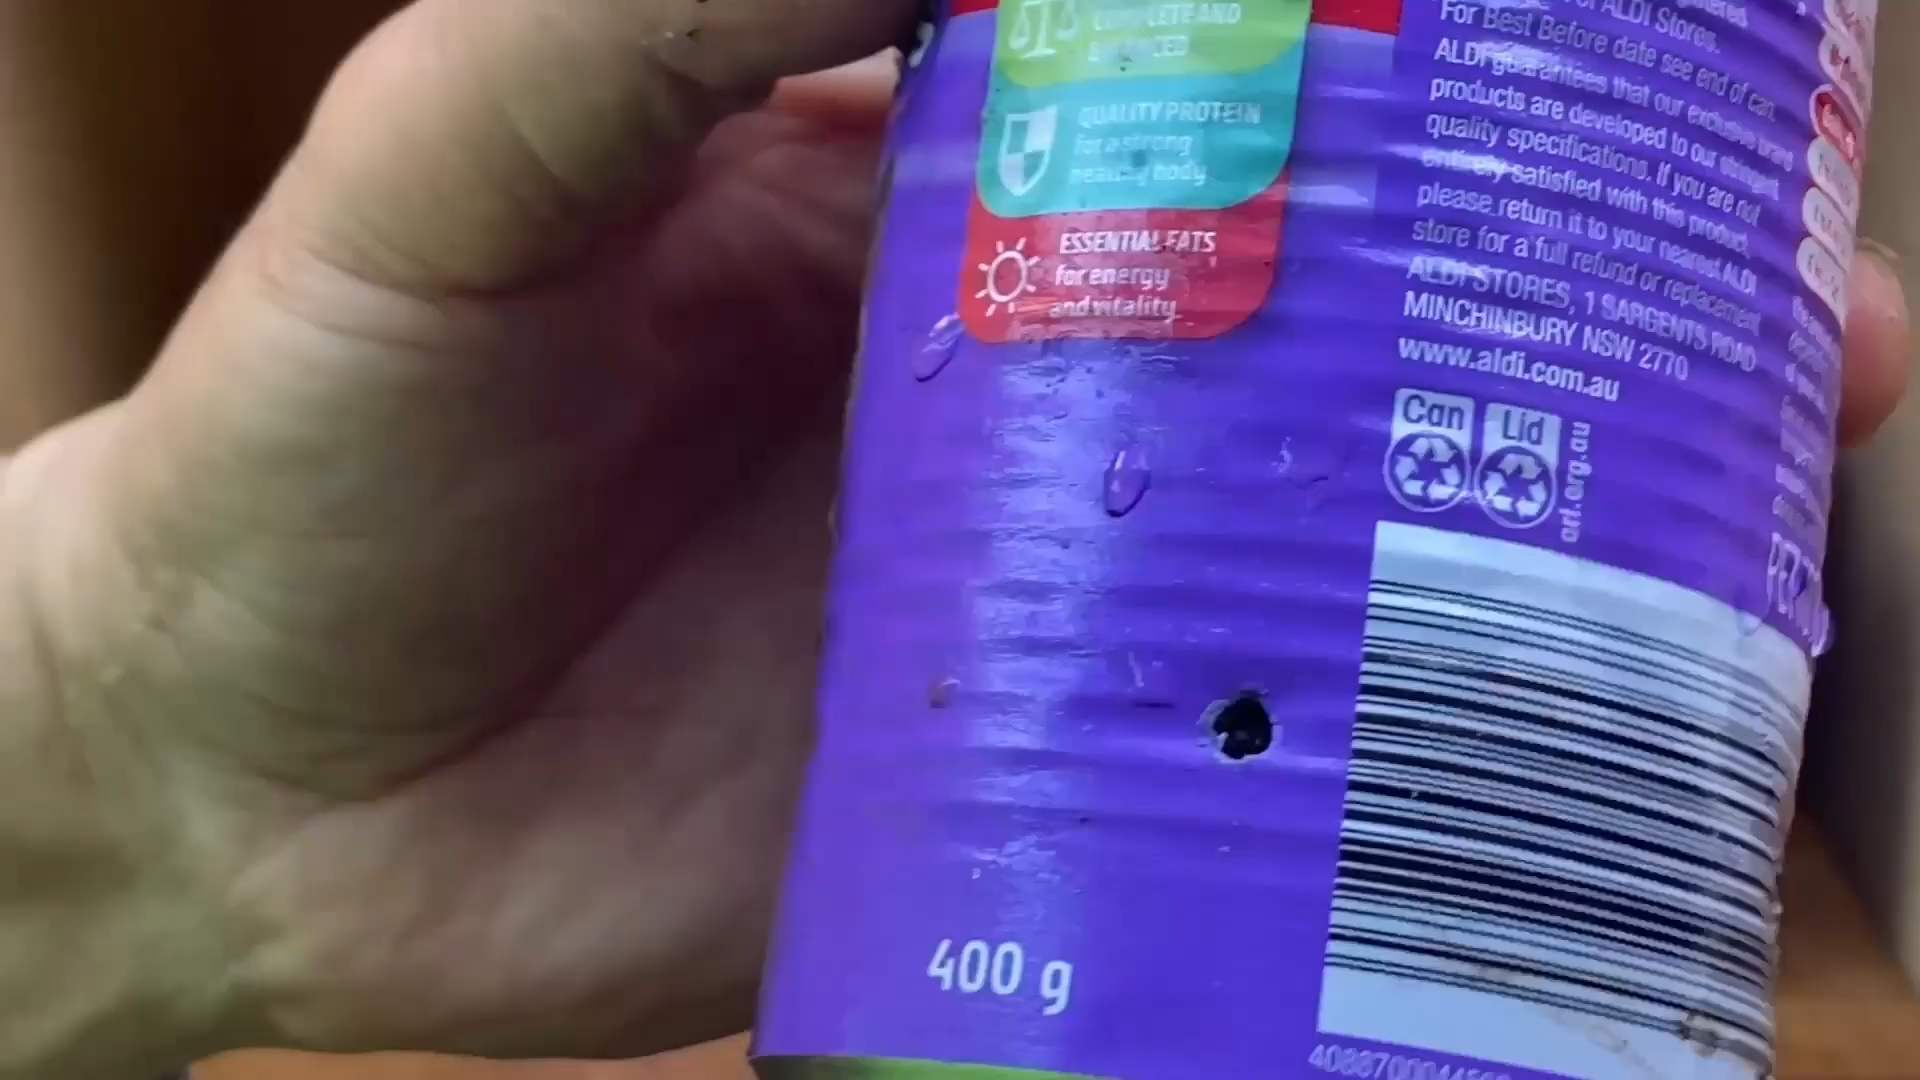 COMPLETE AND
BALANCED
QUALITY PROTEIN
for a strong
healthy body
ESSENTIAL FATS
for energy
and vitality
400 g
ALDI Stores.
For Best Before date see end of can.
ALDI guarantees that our exclusive brand
products are developed to our stringent
quality specifications. If you are not
entirely satisfied with this product,
please return it to your nearest ALDI
store for a full refund or replacement
ALDI STORES, 1 SARGENTS ROAD
MINCHINBURY NSW 2770
www.aldi.com.au
Can
Lid
arl.org.au